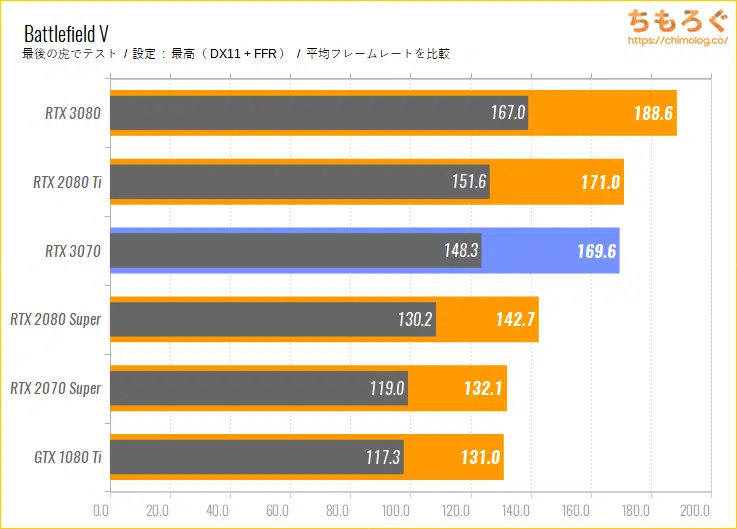 Battlefield V
ちもろぐ
https://chimolog.co/
最後の虎でテスト / 設定 : 最高（DX11 + FFR） / 平均フレームレートを比較
RTX 3080 167.0 188.6
RTX 2080 Ti 151.6 171.0
RTX 3070 148.3 169.6
RTX 2080 Super 130.2 142.7
RTX 2070 Super 119.0 132.1
GTX 1080 Ti 117.3 131.0
0.0 20.0 40.0 60.0 80.0 100.0 120.0 140.0 160.0 180.0 200.0